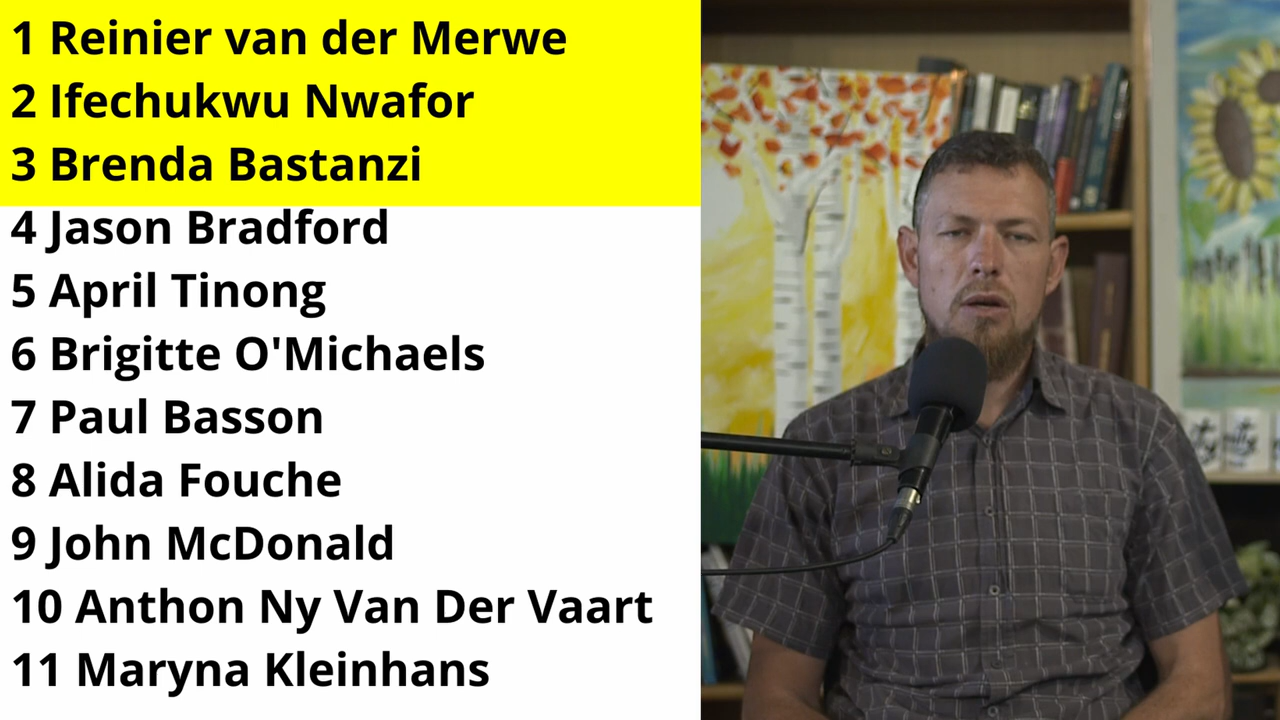 1 Reinier van der Merwe
2 Ifechukwu Nwafor
3 Brenda Bastanzi
4 Jason Bradford
5 April Tinong
6 Brigitte O'Michaels
7 Paul Basson
8 Alida Fouche
9 John McDonald
10 Anthon Ny Van Der Vaart
11 Maryna Kleinhans